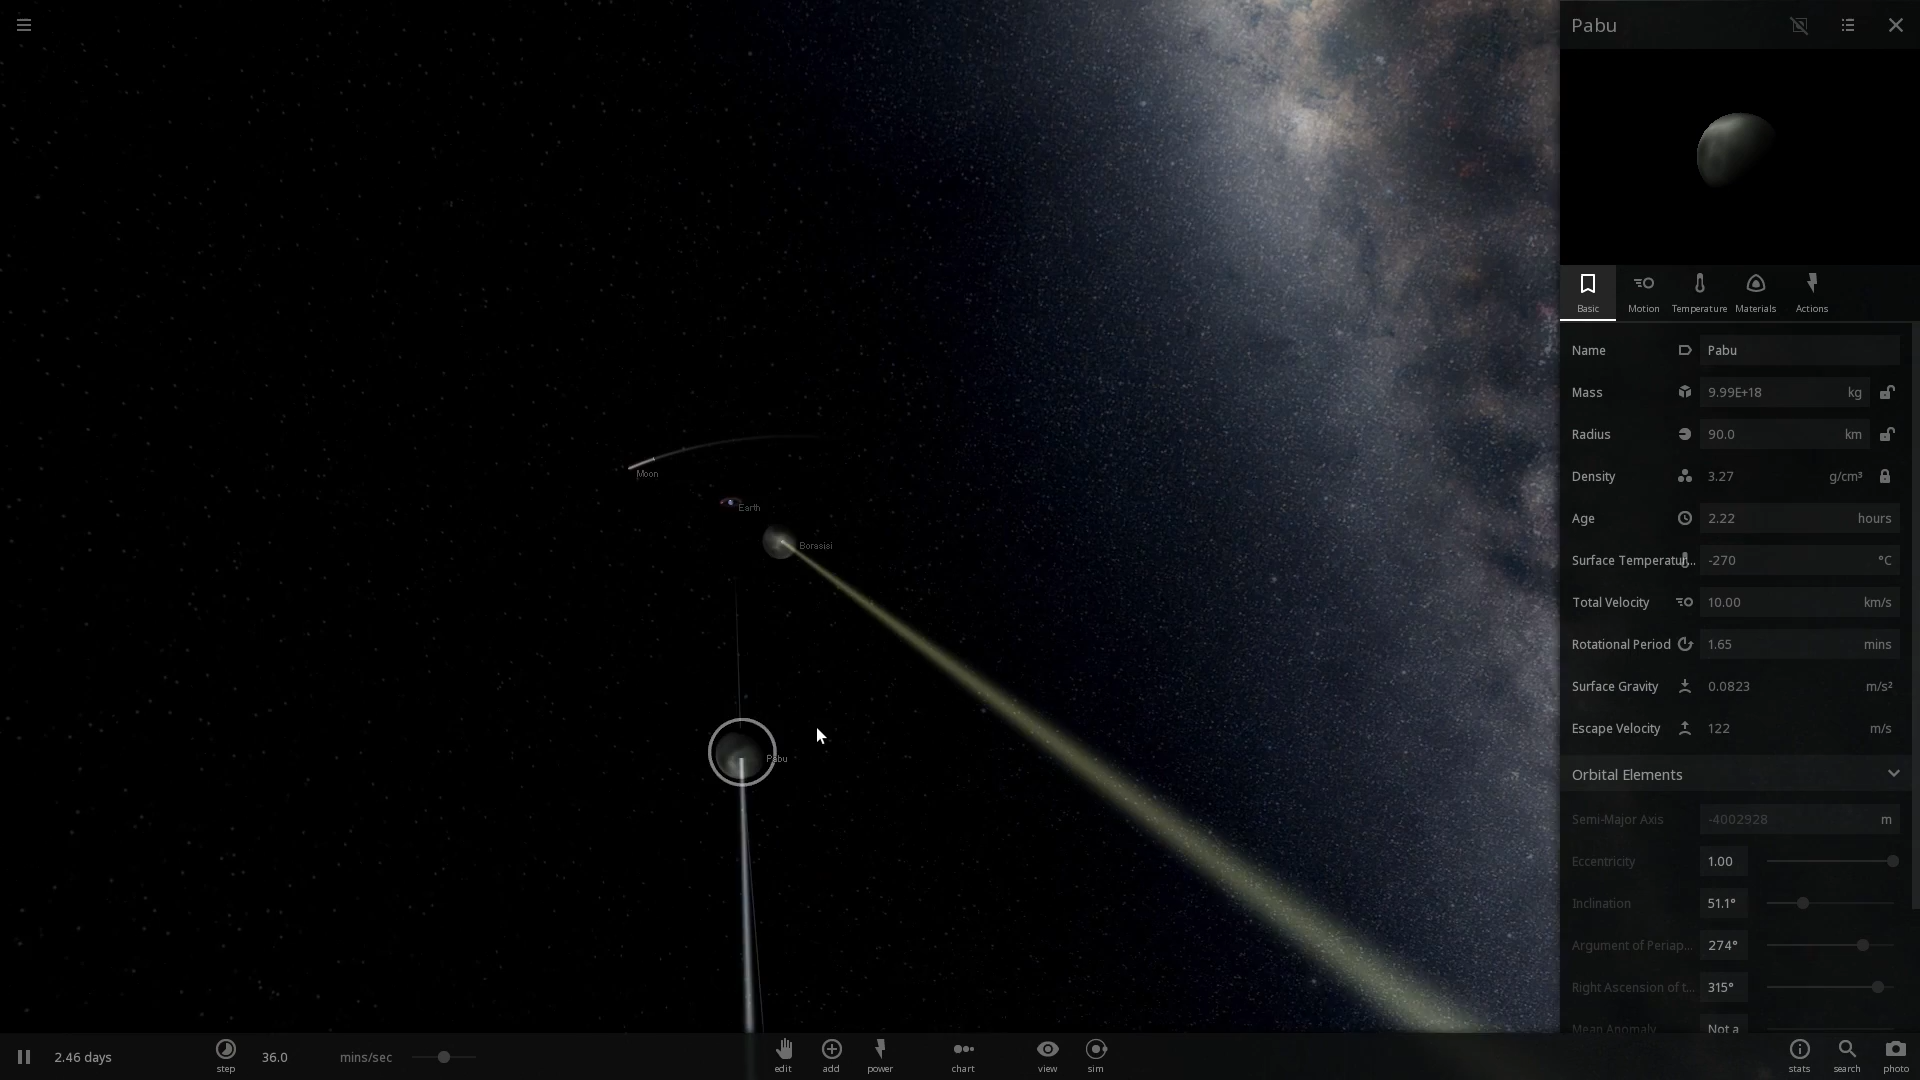 Pabu
Basic
Motion
Temperature
Materials
Actions
Name Pabu
Mass 9.99E+18 kg
Radius 90.0 km
Density 3.27 g/cm³
Age 2.22 hours
Surface Temperatur... -270 °C
Total Velocity 10.00 km/s
Rotational Period 1.65 mins
Surface Gravity 0.0823 m/s²
Escape Velocity 122 m/s
Orbital Elements
Semi-Major Axis -4002928 m
Eccentricity 1.00
Inclination 51.1°
Argument of Periap... 274°
Right Ascension of t... 315°
Mean Anomaly Not a
Moon
Earth
Borasisi
Pabu
2.46 days
step
36.0 mins/sec
edit
add
power
chart
view
sim
stats
search
photo